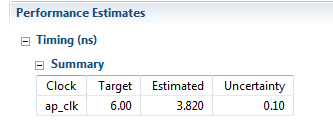 Performance Estimates
Timing (ns)
Summary
Clock Target Estimated Uncertainty
ap_clk 6.00 3.820 0.10